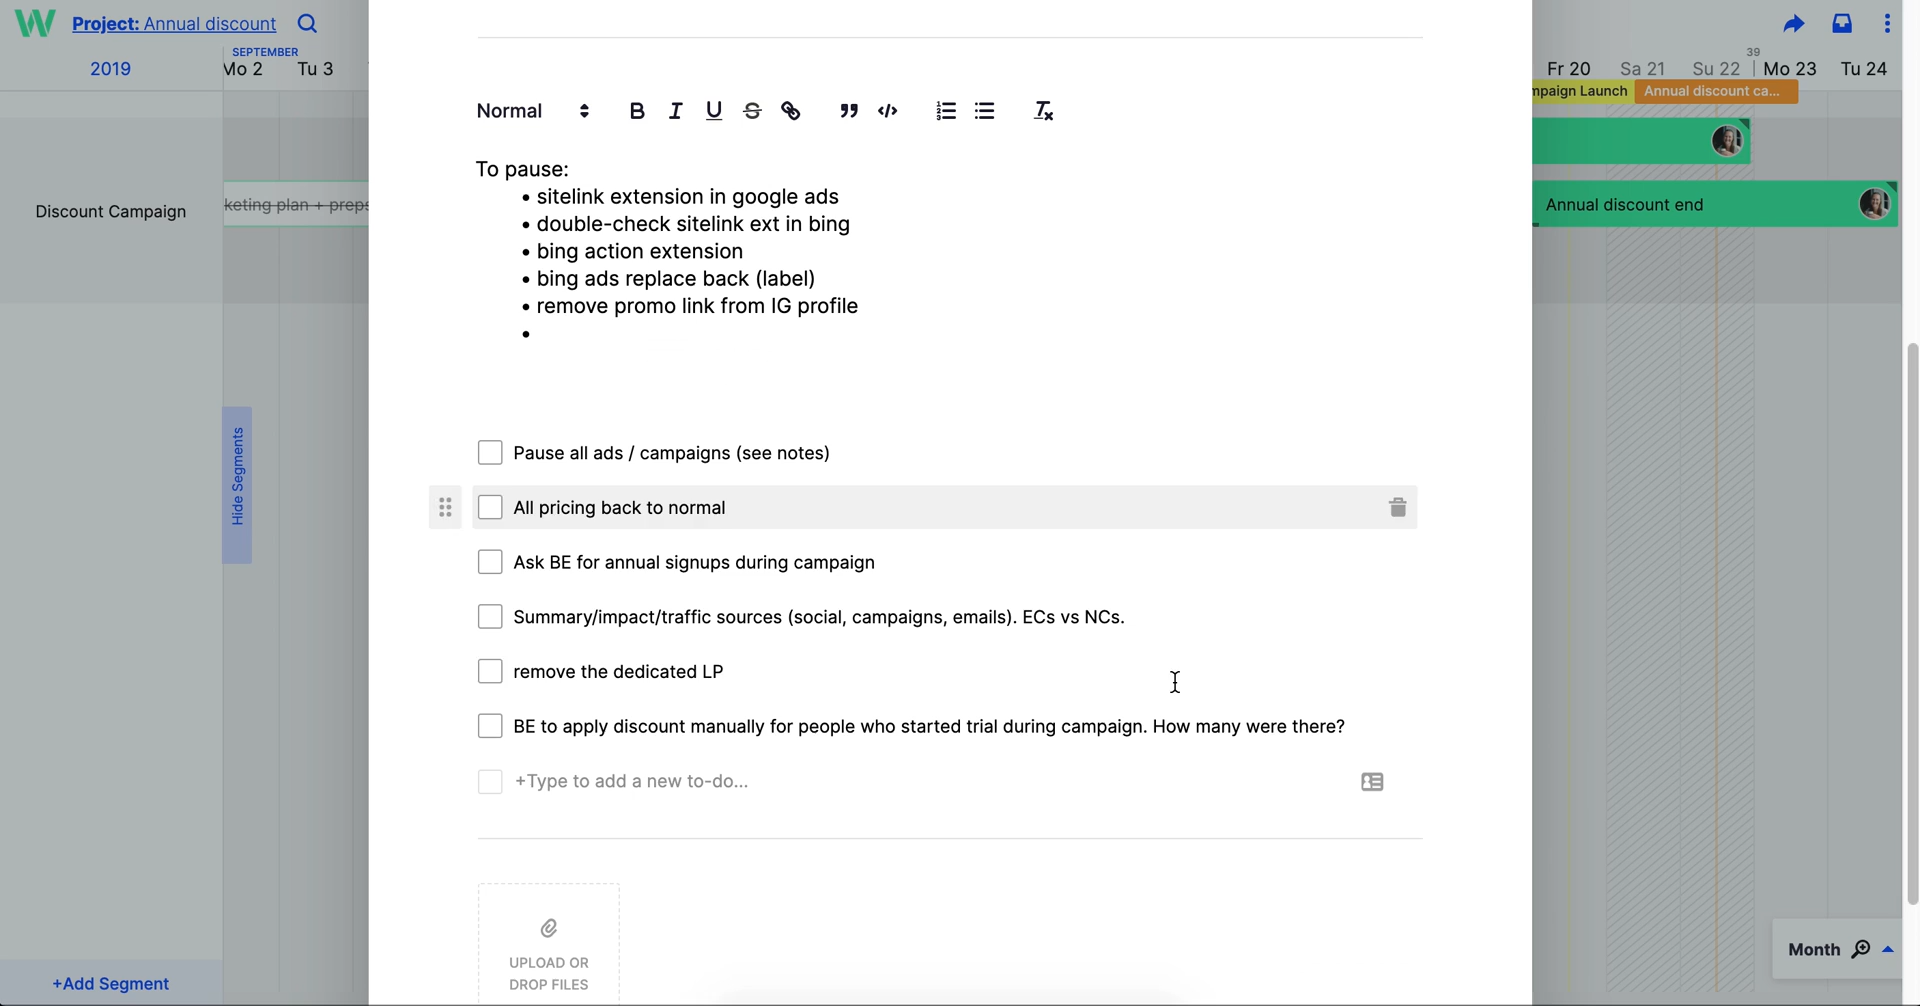 Project: Annual discount
SEPTEMBER
39
2019
Mo 2
Tu 3
Fr 20
Sa 21
Su 22
Mo 23
Tu 24
mpaign Launch
Annual discount ca...
Discount Campaign
keting plan + preps
Annual discount end
Hide Segments
+Add Segment
Month
Normal
To pause:
• sitelink extension in google ads
• double-check sitelink ext in bing
• bing action extension
• bing ads replace back (label)
• remove promo link from IG profile
•
Pause all ads / campaigns (see notes)
All pricing back to normal
Ask BE for annual signups during campaign
Summary/impact/traffic sources (social, campaigns, emails). ECs vs NCs.
remove the dedicated LP
BE to apply discount manually for people who started trial during campaign. How many were there?
+Type to add a new to-do...
UPLOAD OR
DROP FILES